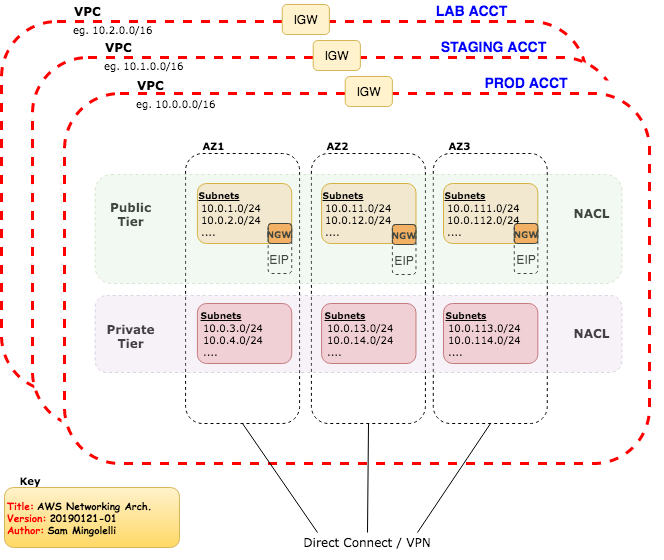 VPC
IGW
LAB ACCT
eg. 10.2.0.0/16
VPC
IGW
STAGING ACCT
eg. 10.1.0.0/16
VPC
IGW
PROD ACCT
eg. 10.0.0.0/16
AZ1
AZ2
AZ3
Public
Tier
Subnets
10.0.1.0/24
10.0.2.0/24
....
NGW
EIP
Subnets
10.0.11.0/24
10.0.12.0/24
....
NGW
EIP
Subnets
10.0.111.0/24
10.0.112.0/24
....
NGW
EIP
NACL
Private
Tier
Subnets
10.0.3.0/24
10.0.4.0/24
....
Subnets
10.0.13.0/24
10.0.14.0/24
....
Subnets
10.0.113.0/24
10.0.114.0/24
....
NACL
Key
Title: AWS Networking Arch.
Version: 20190121-01
Author: Sam Mingolelli
Direct Connect / VPN